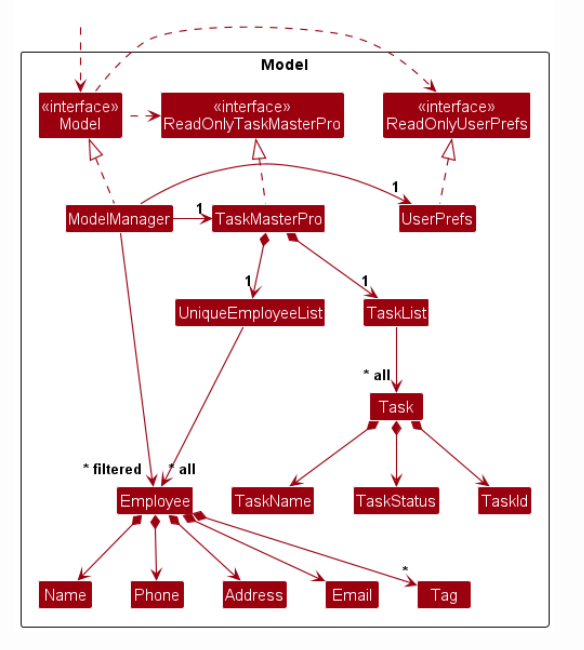 Model
«interface»
Model
«interface»
ReadOnlyTaskMasterPro
«interface»
ReadOnlyUserPrefs
1
ModelManager
1
TaskMasterPro
UserPrefs
1
1
UniqueEmployeeList
TaskList
* all
Task
* filtered
* all
Employee
TaskName
TaskStatus
TaskId
*
Name
Phone
Address
Email
Tag